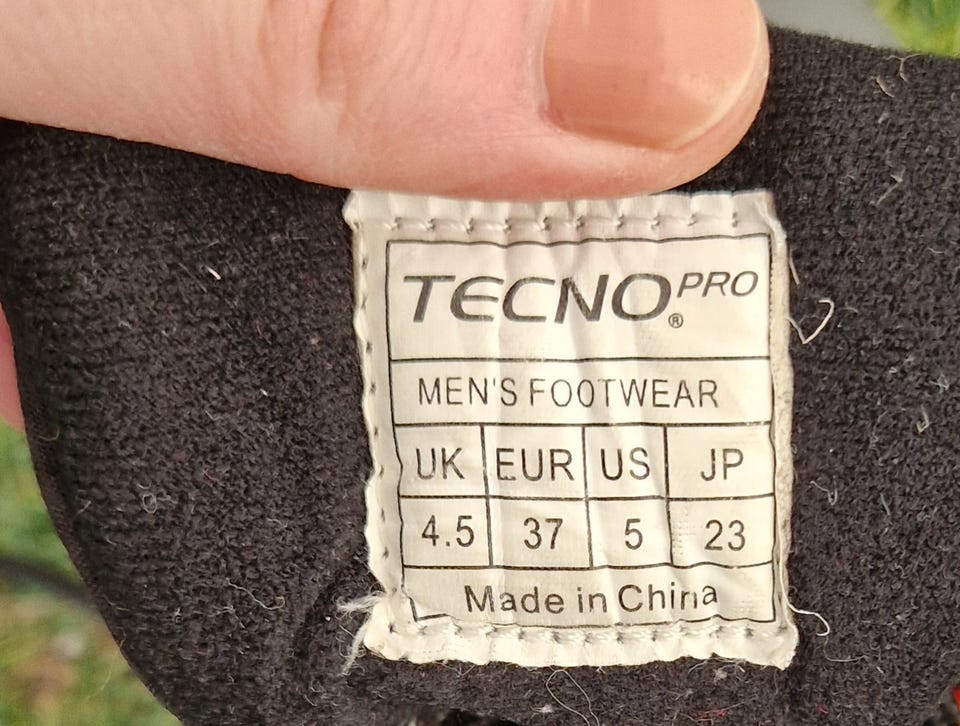 TECNO PRO ®
MEN'S FOOTWEAR
UK EUR US JP
4.5 37 5 23
Made in China